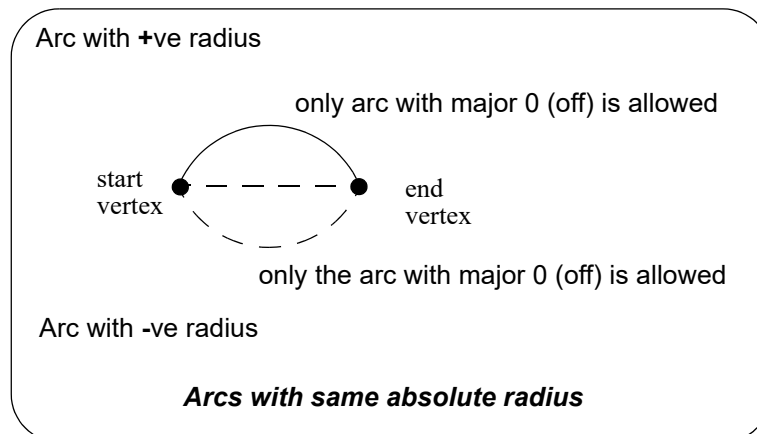 Arc with +ve radius
only arc with major 0 (off) is allowed
start
vertex
end
vertex
only the arc with major 0 (off) is allowed
Arc with -ve radius
Arcs with same absolute radius